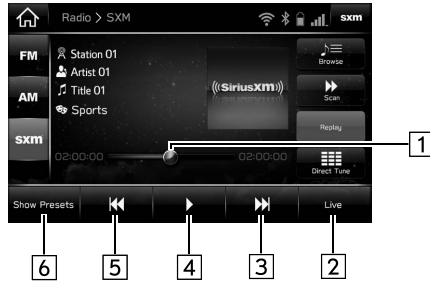 Radio > SXM
sxm
FM
AM
sxm
Station 01
Artist 01
Title 01
Sports
((SiriusXM))
02:00:00
02:00:00
Browse
Scan
Replay
Direct Tune
Show Presets
Live
1
6
5
4
3
2